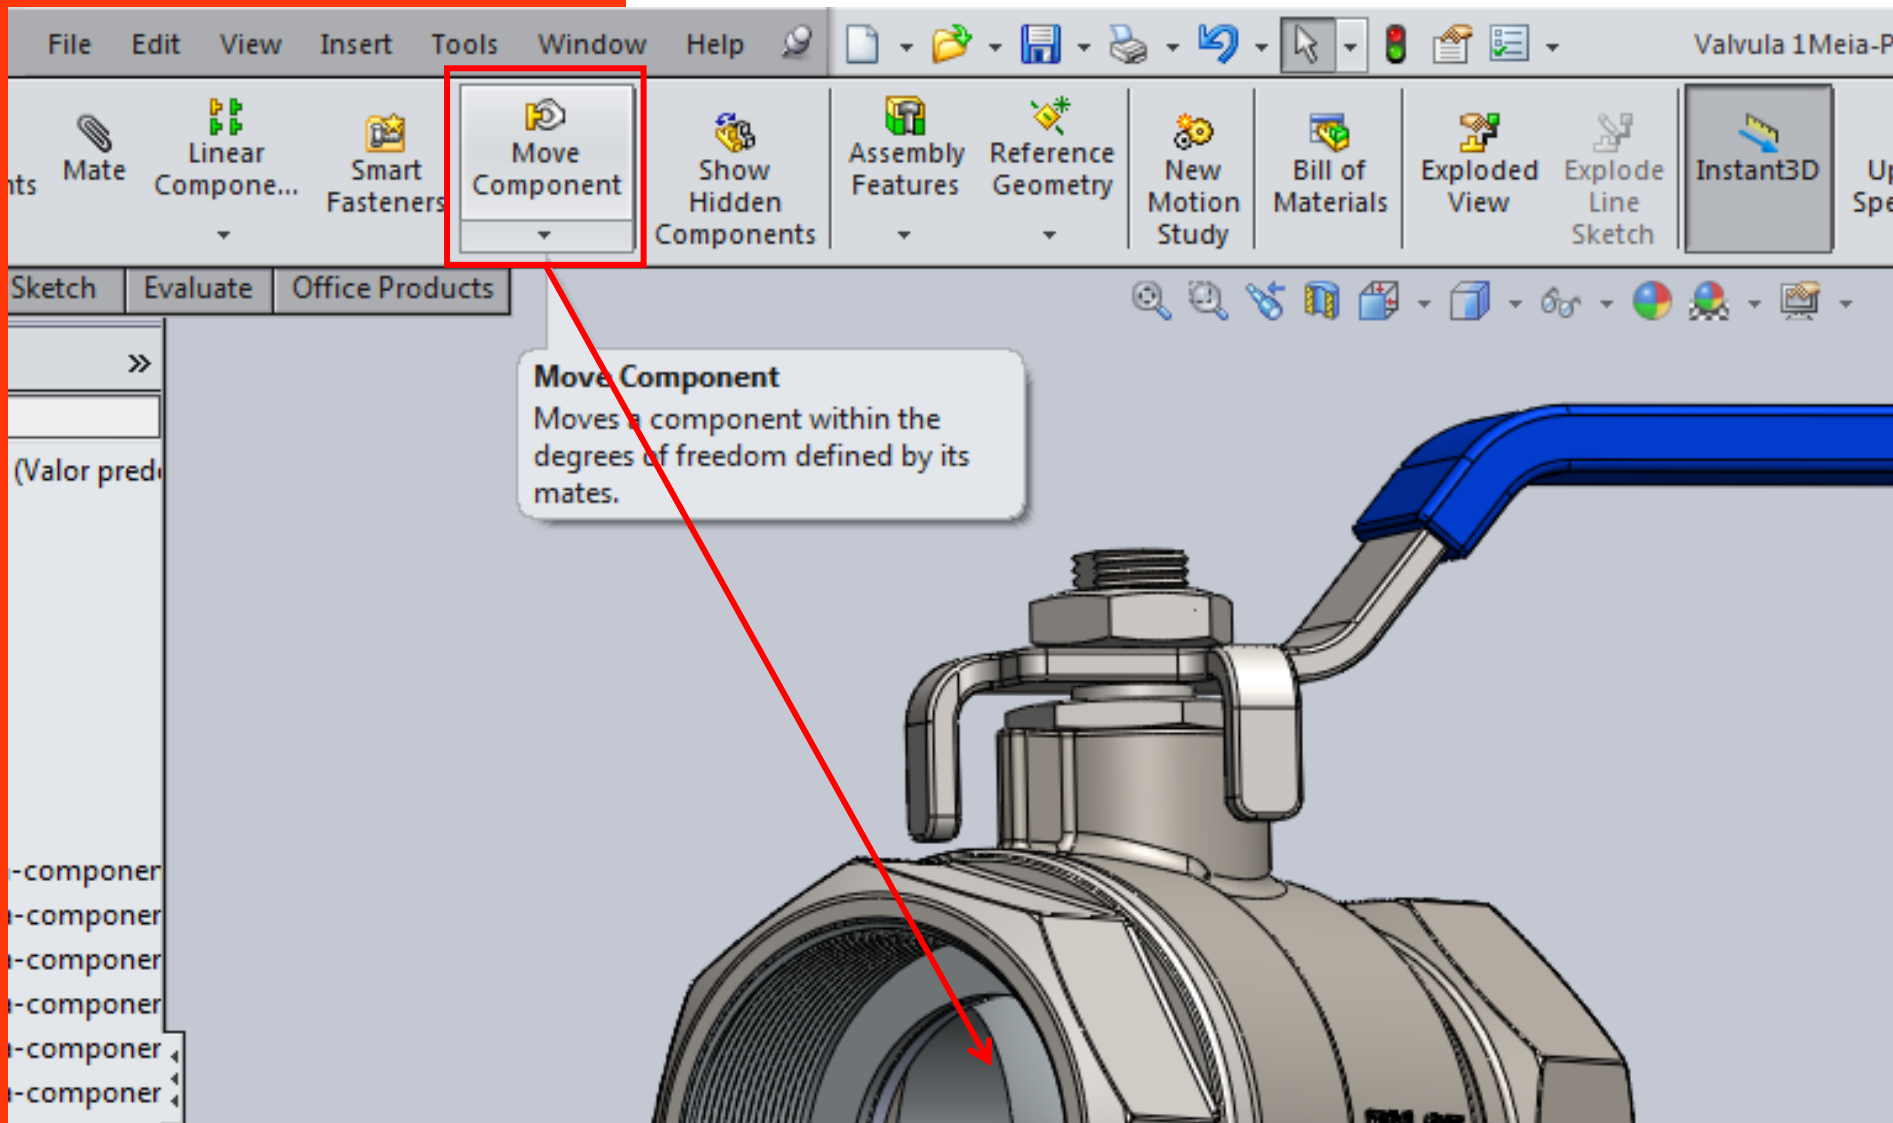 File Edit View Insert Tools Window Help
Valvula 1Meia-P
nts
Mate
Linear
Compone...
Smart
Fasteners
Move
Component
Show
Hidden
Components
Assembly
Features
Reference
Geometry
New
Motion
Study
Bill of
Materials
Exploded
View
Explode
Line
Sketch
Instant3D
Up
Spe
Sketch Evaluate Office Products
»
Move Component
Moves a component within the
degrees of freedom defined by its
mates.
(Valor pred
-componer
-componer
-componer
-componer
-componer
-componer